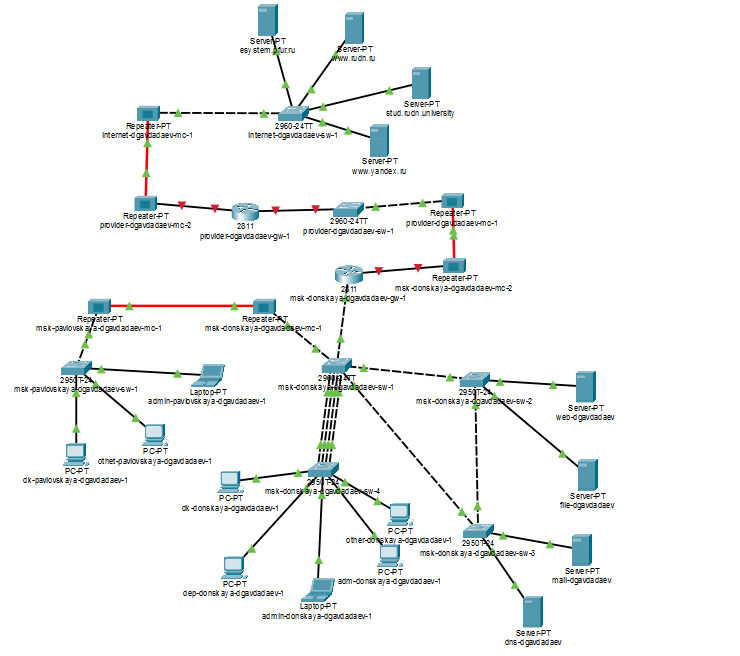 Server-PT
esystem.pfur.ru
Server-PT
www.rudn.ru
Server-PT
stud.rudn.university
Repeater-PT
internet-dgavdadaev-mc-1
2960-24TT
internet-dgavdadaev-sw-1
Server-PT
www.yandex.ru
Repeater-PT
provider-dgavdadaev-mc-2
2811
provider-dgavdadaev-gw-1
2960-24TT
provider-dgavdadaev-sw-1
Repeater-PT
provider-dgavdadaev-mc-1
Repeater-PT
msk-donskaya-dgavdadaev-mc-2
2811
msk-donskaya-dgavdadaev-gw-1
Repeater-PT
msk-pavlovskaya-dgavdadaev-mc-1
Repeater-PT
msk-donskaya-dgavdadaev-mc-1
2950T-24
msk-pavlovskaya-dgavdadaev-sw-1
Laptop-PT
admin-pavlovskaya-dgavdadaev-1
2960-24TT
msk-donskaya-dgavdadaev-sw-1
2950T-24
msk-donskaya-dgavdadaev-sw-2
Server-PT
web-dgavdadaev
PC-PT
othet-pavlovskaya-dgavdadaev-1
PC-PT
dk-pavlovskaya-dgavdadaev-1
2950T-24
msk-donskaya-dgavdadaev-sw-4
Server-PT
file-dgavdadaev
PC-PT
dk-donskaya-dgavdadaev-1
PC-PT
other-donskaya-dgavdadaev-1
2950T-24
msk-donskaya-dgavdadaev-sw-3
PC-PT
dep-donskaya-dgavdadaev-1
PC-PT
adm-donskaya-dgavdadaev-1
Server-PT
mail-dgavdadaev
Laptop-PT
admin-donskaya-dgavdadaev-1
Server-PT
dns-dgavdadaev